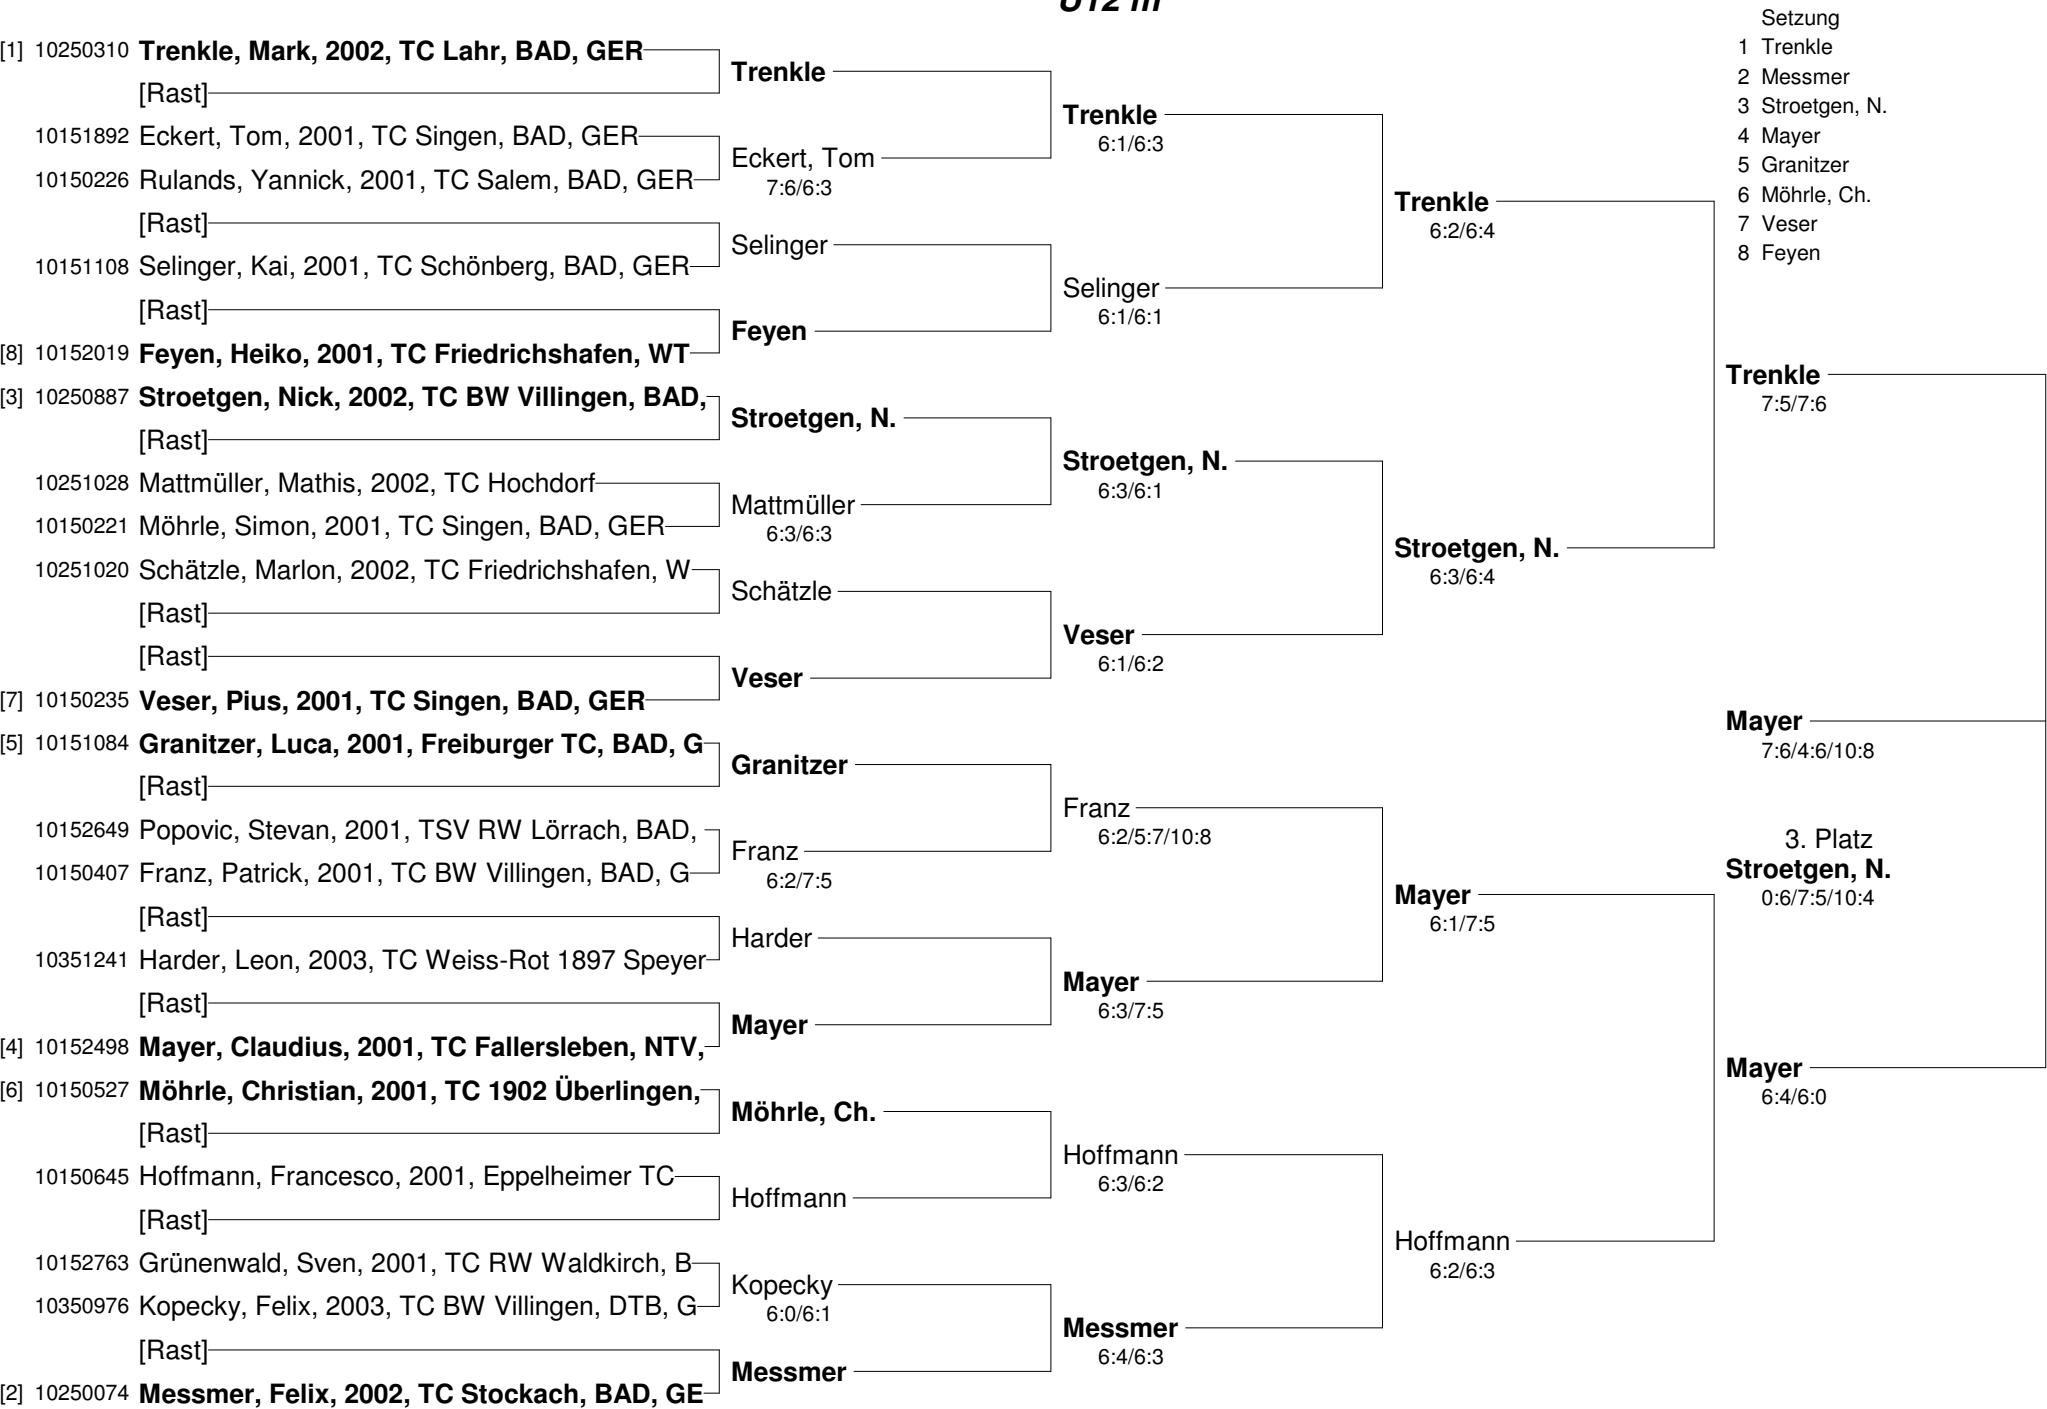 U12 m
Setzung
1 Trenkle
2 Messmer
3 Stroetgen, N.
4 Mayer
5 Granitzer
6 Möhrle, Ch.
7 Veser
8 Feyen
[1] 10250310 Trenkle, Mark, 2002, TC Lahr, BAD, GER
[Rast]
10151892 Eckert, Tom, 2001, TC Singen, BAD, GER
10150226 Rulands, Yannick, 2001, TC Salem, BAD, GER
[Rast]
10151108 Selinger, Kai, 2001, TC Schönberg, BAD, GER
[Rast]
[8] 10152019 Feyen, Heiko, 2001, TC Friedrichshafen, WT
[3] 10250887 Stroetgen, Nick, 2002, TC BW Villingen, BAD,
[Rast]
10251028 Mattmüller, Mathis, 2002, TC Hochdorf
10150221 Möhrle, Simon, 2001, TC Singen, BAD, GER
10251020 Schätzle, Marlon, 2002, TC Friedrichshafen, W
[Rast]
[Rast]
[7] 10150235 Veser, Pius, 2001, TC Singen, BAD, GER
[5] 10151084 Granitzer, Luca, 2001, Freiburger TC, BAD, G
[Rast]
10152649 Popovic, Stevan, 2001, TSV RW Lörrach, BAD,
10150407 Franz, Patrick, 2001, TC BW Villingen, BAD, G
[Rast]
10351241 Harder, Leon, 2003, TC Weiss-Rot 1897 Speyer
[Rast]
[4] 10152498 Mayer, Claudius, 2001, TC Fallersleben, NTV,
[6] 10150527 Möhrle, Christian, 2001, TC 1902 Überlingen,
[Rast]
10150645 Hoffmann, Francesco, 2001, Eppelheimer TC
[Rast]
10152763 Grünenwald, Sven, 2001, TC RW Waldkirch, B
10350976 Kopecky, Felix, 2003, TC BW Villingen, DTB, G
[Rast]
[2] 10250074 Messmer, Felix, 2002, TC Stockach, BAD, GE
Trenkle
Eckert, Tom
7:6/6:3
Selinger
Feyen
Stroetgen, N.
Mattmüller
6:3/6:3
Schätzle
Veser
Granitzer
Franz
6:2/7:5
Harder
Mayer
Möhrle, Ch.
Hoffmann
Kopecky
6:0/6:1
Messmer
Trenkle
6:1/6:3
Selinger
6:1/6:1
Stroetgen, N.
6:3/6:1
Veser
6:1/6:2
Franz
6:2/5:7/10:8
Mayer
6:3/7:5
Hoffmann
6:3/6:2
Messmer
6:4/6:3
Trenkle
6:2/6:4
Stroetgen, N.
6:3/6:4
Mayer
6:1/7:5
Hoffmann
6:2/6:3
Trenkle
7:5/7:6
Mayer
7:6/4:6/10:8
3. Platz
Stroetgen, N.
0:6/7:5/10:4
Mayer
6:4/6:0